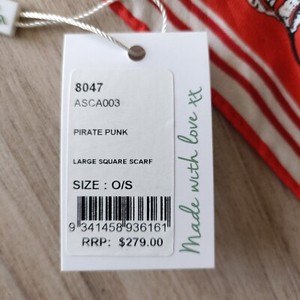 8047
ASCA003
PIRATE PUNK
LARGE SQUARE SCARF
SIZE : O/S
9 341458 936161
RRP: $279.00
Made with love xx